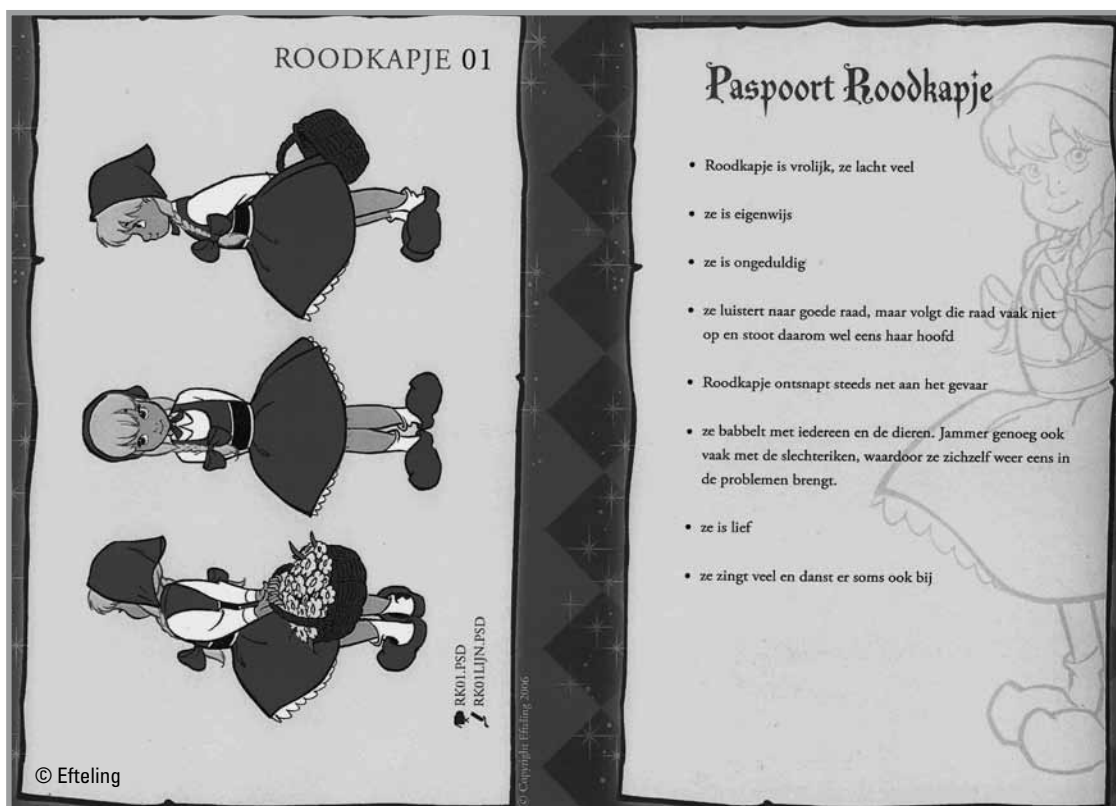 ROODKAPJE 01
RK01.PSD
RK01LIJN.PSD
© Efteling
© Copyright Efteling 2006
Paspoort Roodkapje
• Roodkapje is vrolijk, ze lacht veel
• ze is eigenwijs
• ze is ongeduldig
• ze luistert naar goede raad, maar volgt die raad vaak niet
op en stoot daarom wel eens haar hoofd
• Roodkapje ontsnapt steeds net aan het gevaar
• ze babbelt met iedereen en de dieren. Jammer genoeg ook
vaak met de slechteriken, waardoor ze zichzelf weer eens in
de problemen brengt.
• ze is lief
• ze zingt veel en danst er soms ook bij